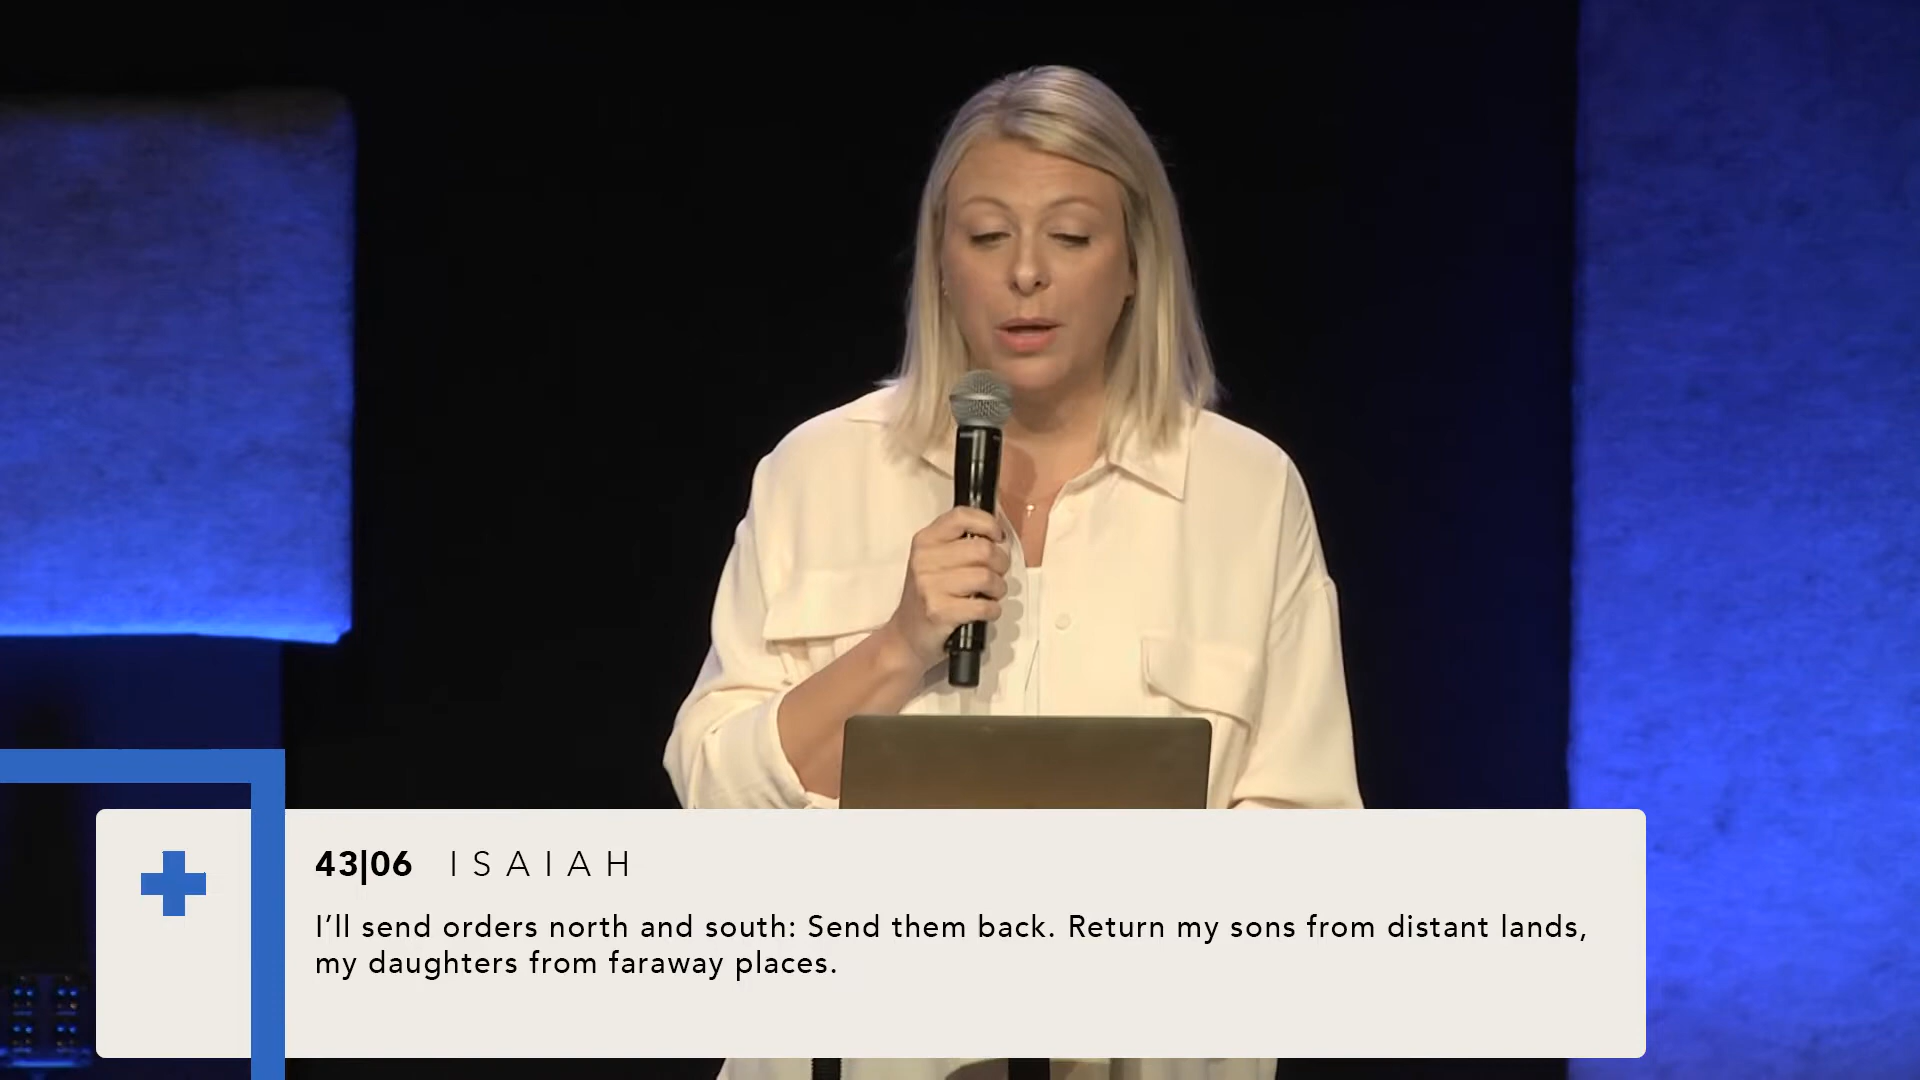 43|06 ISAIAH
I’ll send orders north and south: Send them back. Return my sons from distant lands,
my daughters from faraway places.